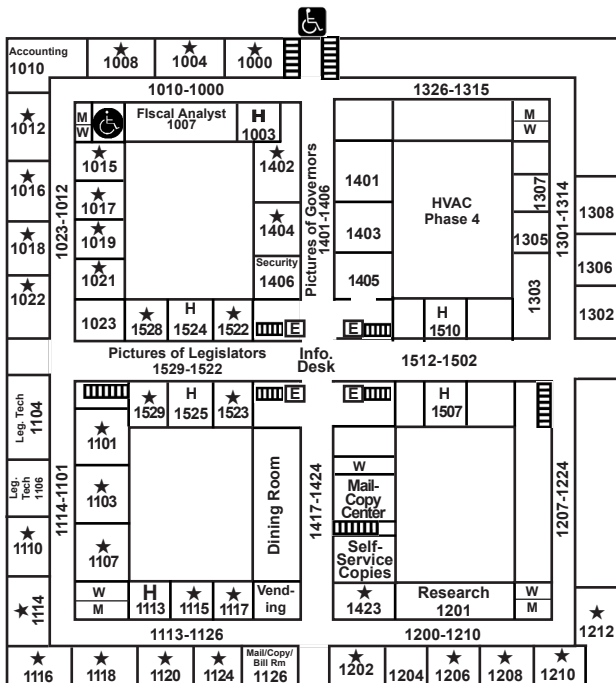 Accounting
1010
★
1008
★
1004
★
1000
1010-1000
1326-1315
★
1012
M
W
FIscal Analyst
1007
H
1003
M
W
★
1015
★
1402
1401
HVAC
Phase 4
1307
★
1016
★
1017
1308
Pictures of Governors
1401-1406
1023-1012
1301-1314
★
1018
★
1019
★
1404
1403
1305
1306
★
1022
★
1021
Security
1406
1405
1303
1302
1023
★
1528
H
1524
★
1522
E
E
H
1510
Pictures of Legislators
1529-1522
Info.
Desk
1512-1502
Leg. Tech
1104
★
1529
H
1525
★
1523
E
E
H
1507
★
1101
Leg.
Tech
1106
★
1103
Dining Room
W
Mail-
Copy
Center
1114-1101
1417-1424
1207-1224
★
1110
★
1107
Self-
Service
Copies
★
1114
W
M
H
1113
★
1115
★
1117
Vend-
ing
★
1423
Research
1201
W
M
★
1212
1113-1126
1200-1210
★
1116
★
1118
★
1120
★
1124
Mail/Copy/
Bill Rm
1126
★
1202
1204
★
1206
★
1208
★
1210